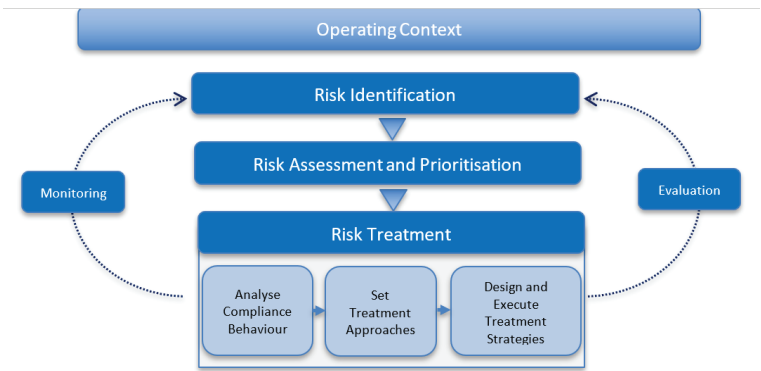 Operating Context
Risk Identification
Risk Assessment and Prioritisation
Monitoring
Evaluation
Risk Treatment
Analyse
Compliance
Behaviour
Set
Treatment
Approaches
Design and
Execute
Treatment
Strategies